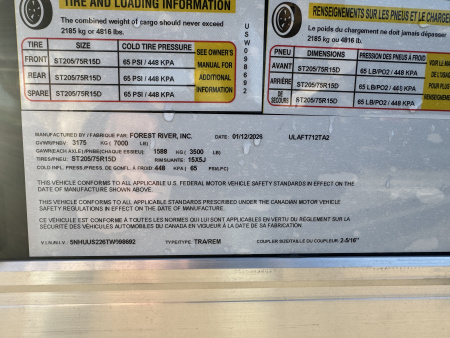 TIRE AND LOADING INFORMATION
The combined weight of cargo should never exceed
2185 kg or 4816 lb.
TIRE SIZE COLD TIRE PRESSURE SEE OWNER'S MANUAL FOR ADDITIONAL INFORMATION
FRONT ST205/75R15D 65 PSI / 448 KPA
REAR ST205/75R15D 65 PSI / 448 KPA
SPARE ST205/75R15D 65 PSI / 448 KPA
USW098692
RENSEIGNEMENTS SUR LES PNEUS ET LE CHARGE
Le poids du chargement ne doit jamais dépasser
2185 kg ou 4816 lb.
PNEU DIMENSIONS PRESSION DES PNEUS À FROID
AVANT ST205/75R15D 65 LB/PO2 / 448 KPA
ARRIÈRE ST205/75R15D 65 LB/PO2 / 448 KPA
DE SECOURS ST205/75R15D 65 LB/PO2 / 448 KPA
VOIR LE
DE L'USAG
POUR PLUS
RENSEIGNEM
MANUFACTURED BY / FABRIQUE PAR: FOREST RIVER, INC. DATE: 01/12/2026 ULAFT712TA2
GVWR/PNBV: 3175 KG ( 7000 LB)
GAWR(EACH AXLE) /PNBE(CHAQUE ESSIEU) 1588 KG ( 3500 LB)
TIRES/PNEU: ST205/75R15D RIM/JANTE: 15X5J
COLD INFL. PRESS./PRESS. DE GONFL. À FROID: 448 KPA ( 65 PSI/LPC)
THIS VEHICLE CONFORMS TO ALL APPLICABLE U.S. FEDERAL MOTOR VEHICLE SAFETY STANDARDS IN EFFECT ON THE
DATE OF MANUFACTURE SHOWN ABOVE.
THIS VEHICLE CONFORMS TO ALL APPLICABLE STANDARDS PRESCRIBED UNDER THE CANADIAN MOTOR VEHICLE
SAFETY REGULATIONS IN EFFECT ON THE DATE OF MANUFACTURE.
CE VÉHICULE EST CONFORME À TOUTES LES NORMES QUI LUI SONT APPLICABLES EN VERTU DU RÈGLEMENT SUR LA
SÉCURITÉ DES VÉHICULES AUTOMOBILES DU CANADA EN VIGUEUR À LA DATE DE SA FABRICATION.
V.I.N./N.I.V.: 5NHUUS226TW098692 TYPE/TYPE: TRA/REM COUPLER SIZE/TAILLE DU COUPLEUR: 2-5/16"